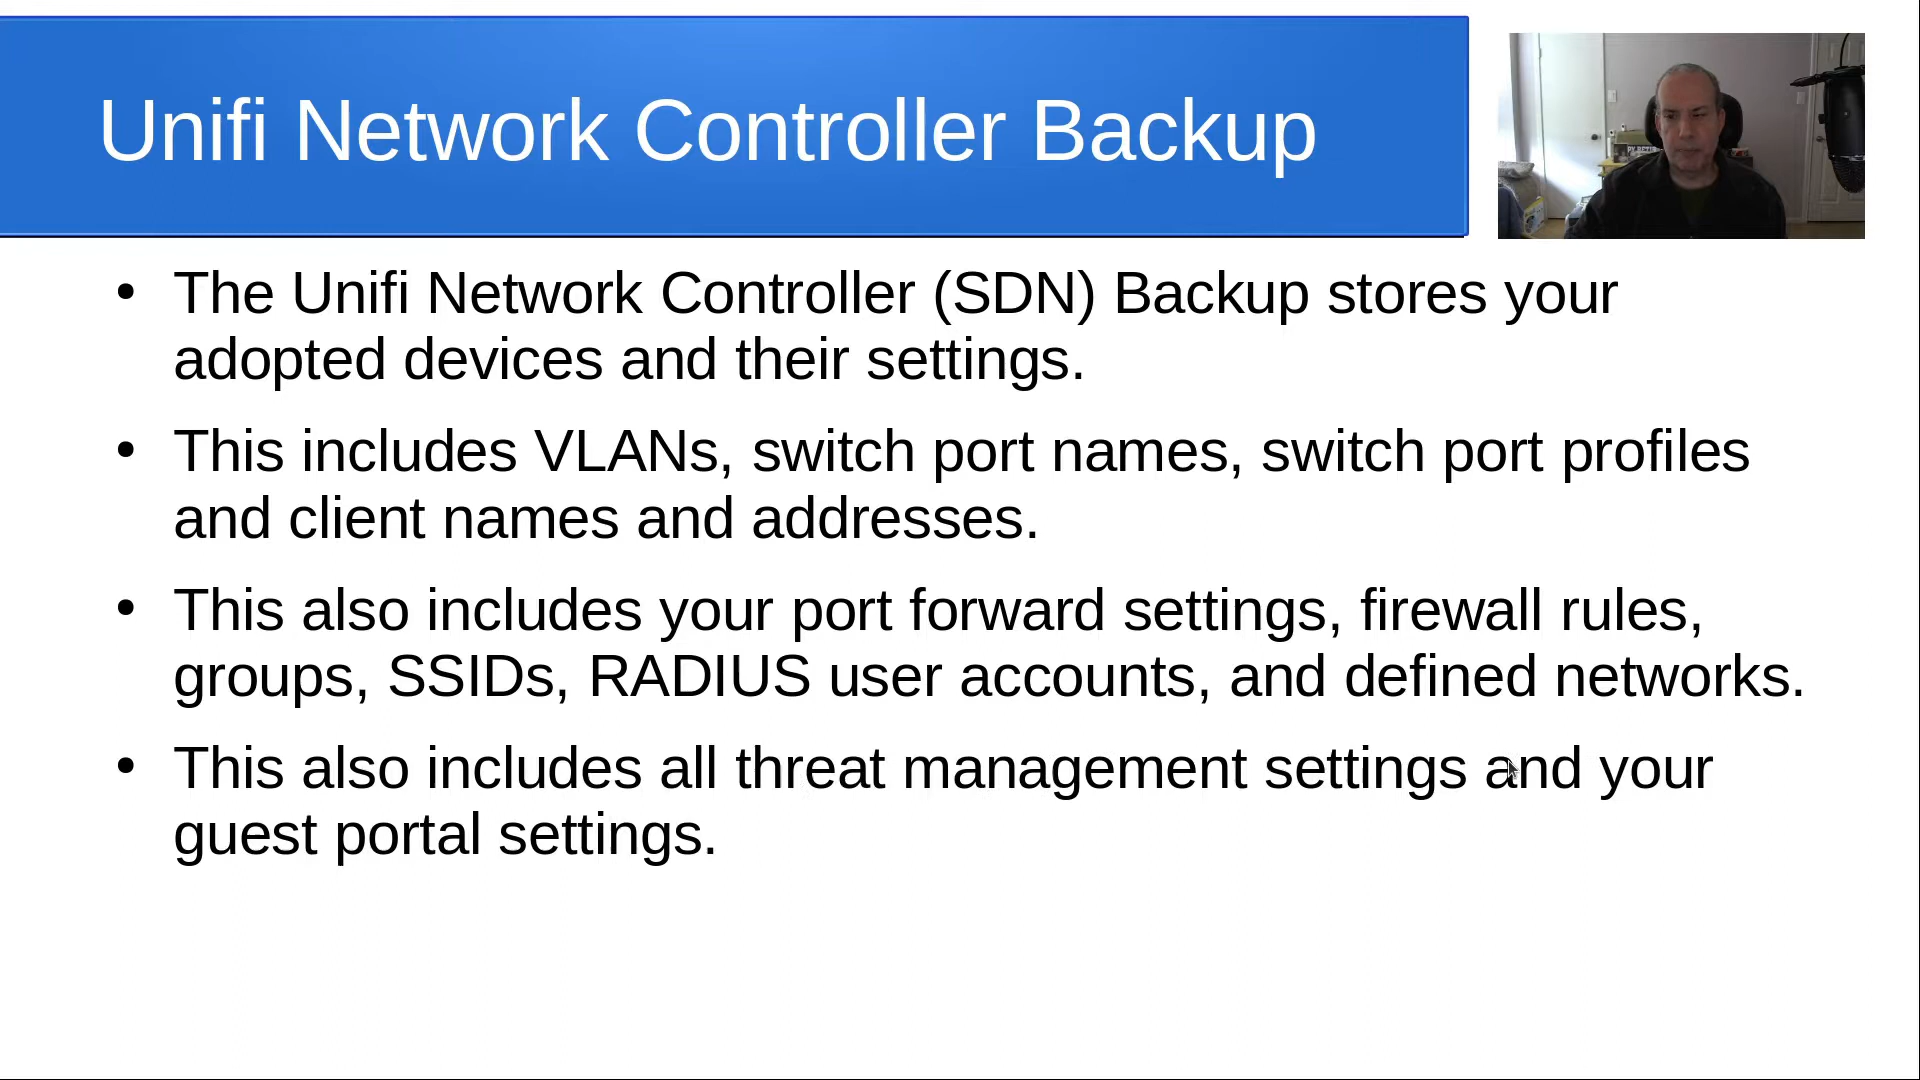 Unifi Network Controller Backup
• The Unifi Network Controller (SDN) Backup stores your
adopted devices and their settings.
• This includes VLANs, switch port names, switch port profiles
and client names and addresses.
• This also includes your port forward settings, firewall rules,
groups, SSIDs, RADIUS user accounts, and defined networks.
• This also includes all threat management settings and your
guest portal settings.